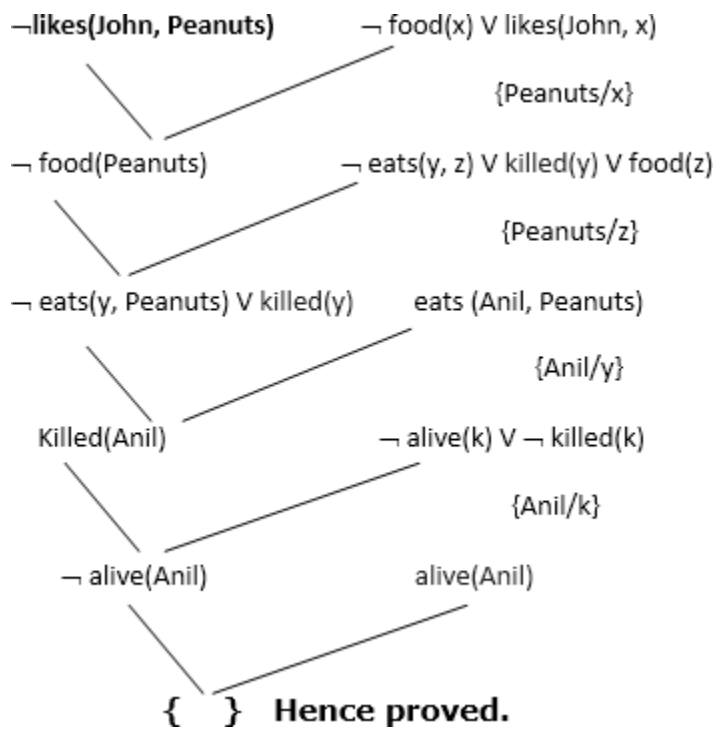 ¬likes(John, Peanuts) ¬ food(x) V likes(John, x)
{Peanuts/x}
¬ food(Peanuts) ¬ eats(y, z) V killed(y) V food(z)
{Peanuts/z}
¬ eats(y, Peanuts) V killed(y) eats (Anil, Peanuts)
{Anil/y}
Killed(Anil) ¬ alive(k) V ¬ killed(k)
{Anil/k}
¬ alive(Anil) alive(Anil)
{ } Hence proved.